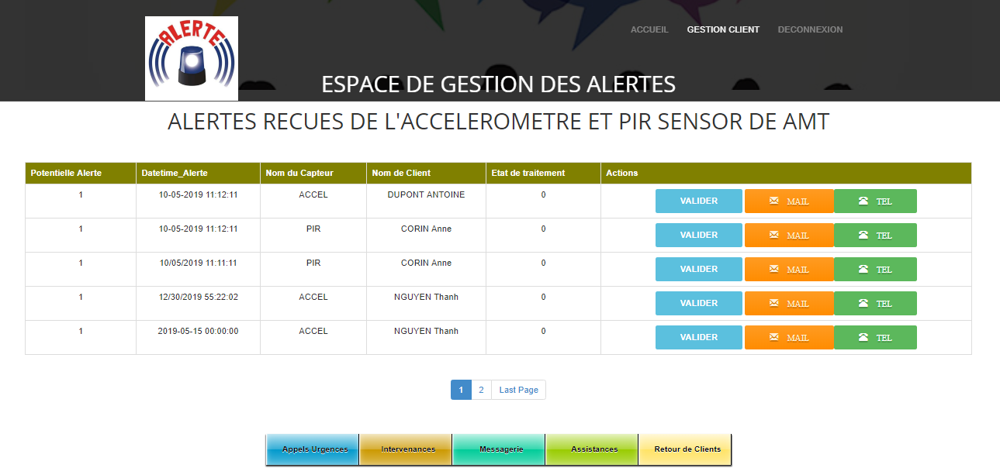 ALERTE
ACCUEIL GESTION CLIENT DECONNEXION
ESPACE DE GESTION DES ALERTES
ALERTES RECUES DE L'ACCELEROMETRE ET PIR SENSOR DE AMT
Potentielle Alerte Datetime_Alerte Nom du Capteur Nom de Client Etat de traitement Actions
1 10-05-2019 11:12:11 ACCEL DUPONT ANTOINE 0 VALIDER MAIL TEL
1 10-05-2019 11:12:11 PIR CORIN Anne 0 VALIDER MAIL TEL
1 10/05/2019 11:11:11 PIR CORIN Anne 0 VALIDER MAIL TEL
1 12/30/2019 55:22:02 ACCEL NGUYEN Thanh 0 VALIDER MAIL TEL
1 2019-05-15 00:00:00 ACCEL NGUYEN Thanh 0 VALIDER MAIL TEL
1 2 Last Page
Appels Urgences Intervenances Messagerie Assistances Retour de Clients